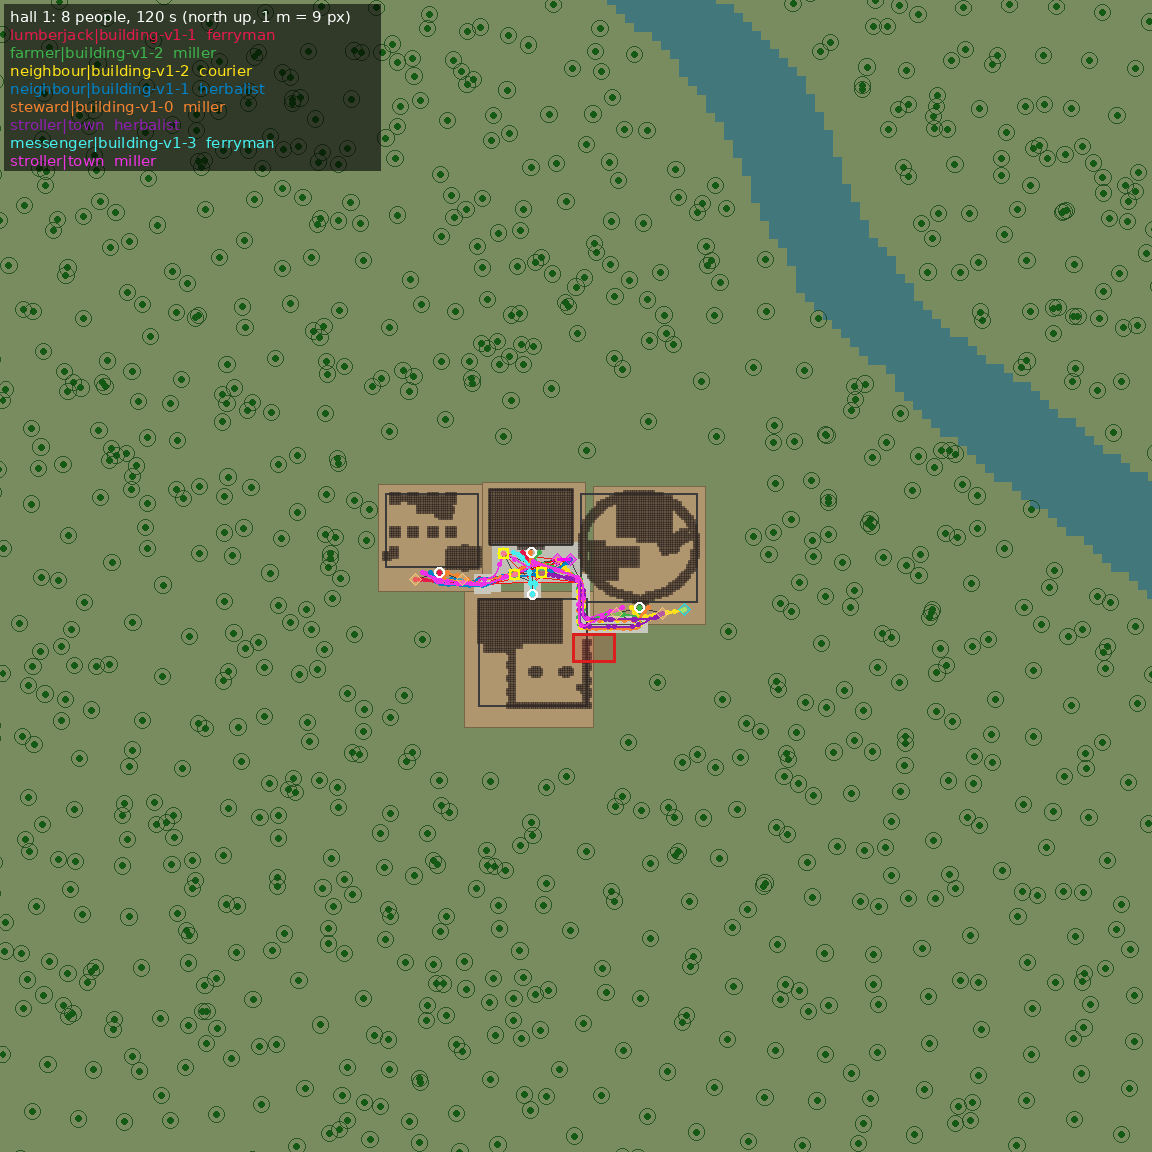 hall 1: 8 people, 120 s (north up, 1 m = 9 px)
lumberjack|building-v1-1  ferryman
farmer|building-v1-2  miller
neighbour|building-v1-2  courier
neighbour|building-v1-1  herbalist
steward|building-v1-0  miller
stroller|town  herbalist
messenger|building-v1-3  ferryman
stroller|town  miller